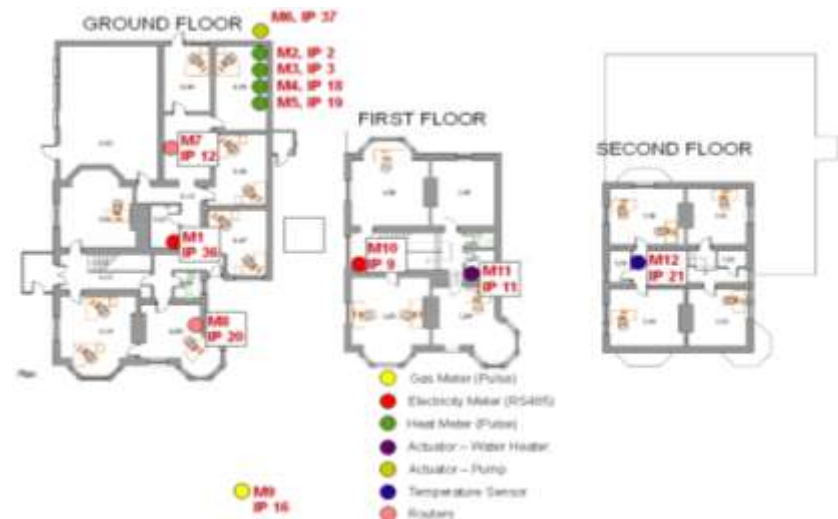 GROUND FLOOR
M6, IP 37
M2, IP 2
M3, IP 3
M4, IP 18
M5, IP 19
M7
IP 12
M1
IP 36
M8
IP 20
M9
IP 16
FIRST FLOOR
M10
IP 9
M11
IP 11
SECOND FLOOR
M12
IP 21
Gas Meter (Pulse)
Electricity Meter (RS485)
Heat Meter (Pulse)
Actuator – Water Heater
Actuator – Pump
Temperature Sensor
Routers